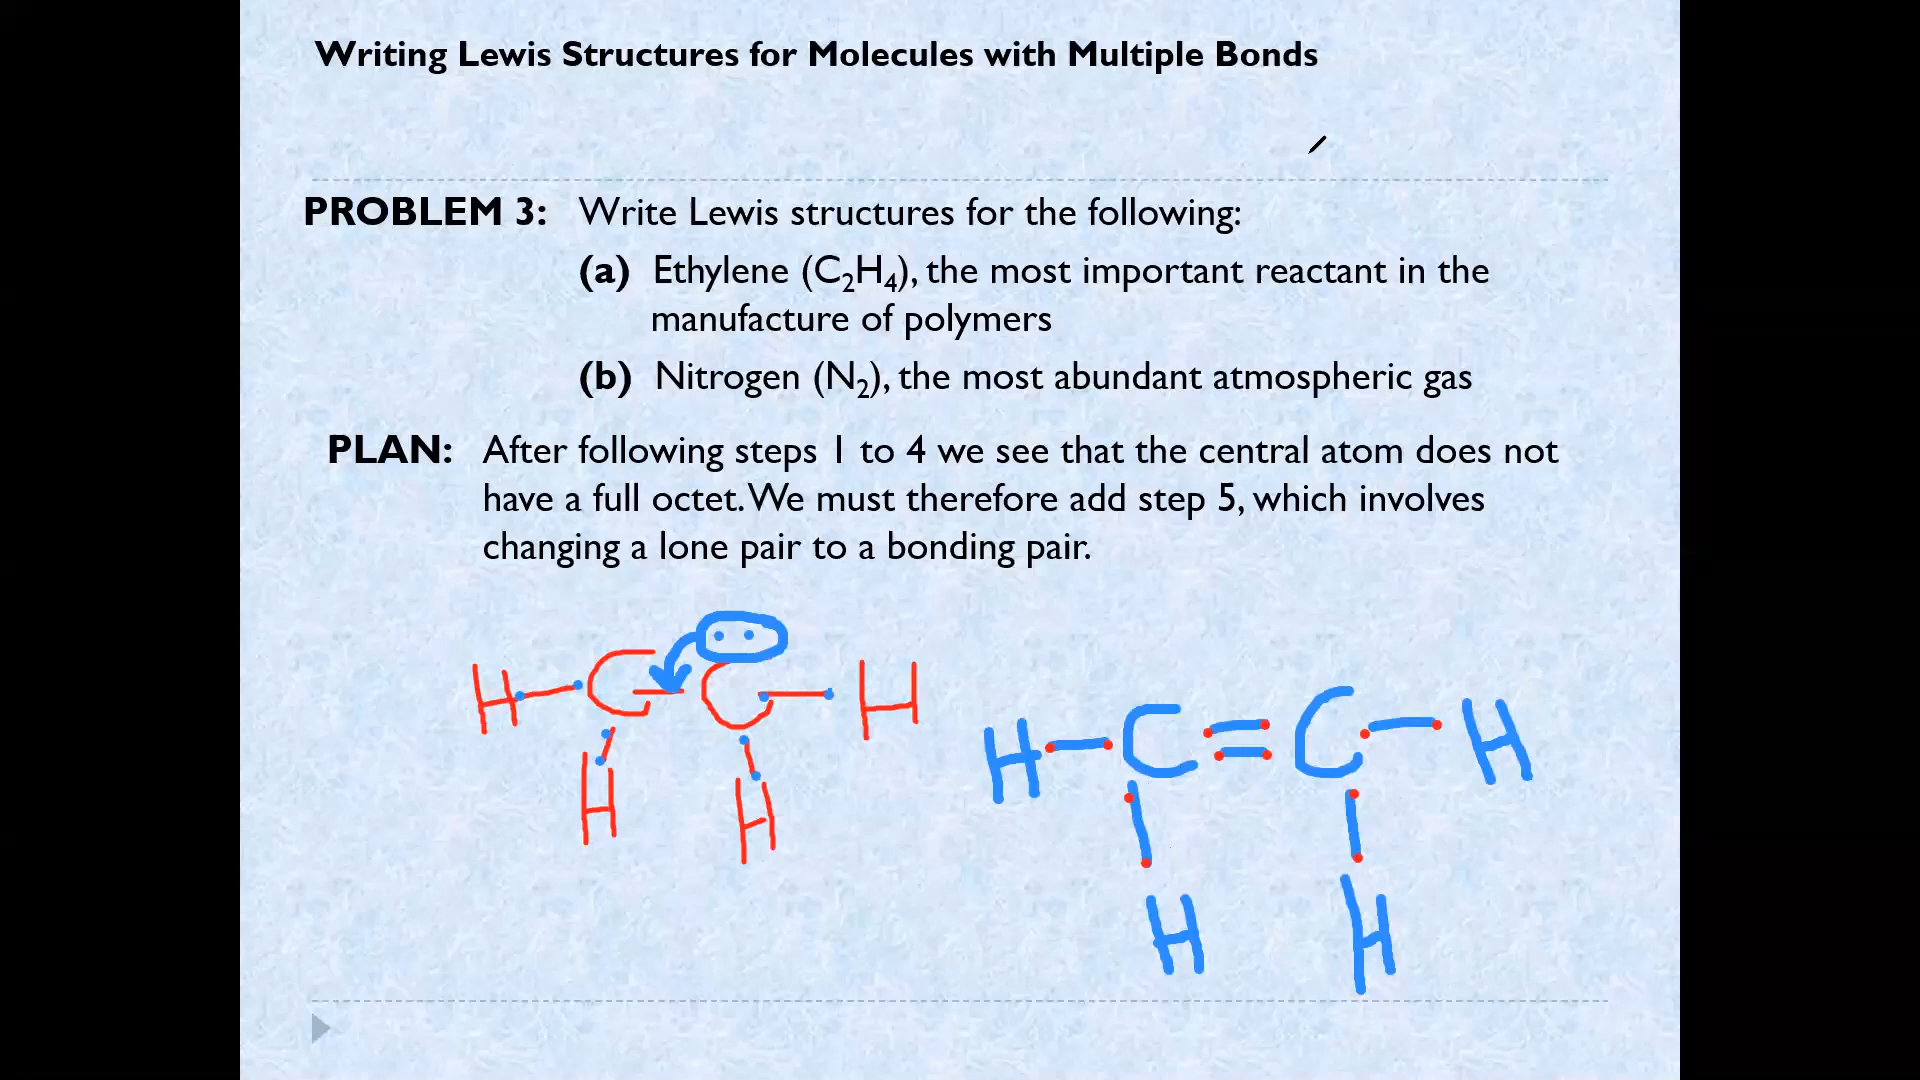 Writing Lewis Structures for Molecules with Multiple Bonds
PROBLEM 3: Write Lewis structures for the following:
(a) Ethylene (C₂H₄), the most important reactant in the
manufacture of polymers
(b) Nitrogen (N₂), the most abundant atmospheric gas
PLAN: After following steps 1 to 4 we see that the central atom does not
have a full octet. We must therefore add step 5, which involves
changing a lone pair to a bonding pair.
H C C H
H H
H C = C H
H H